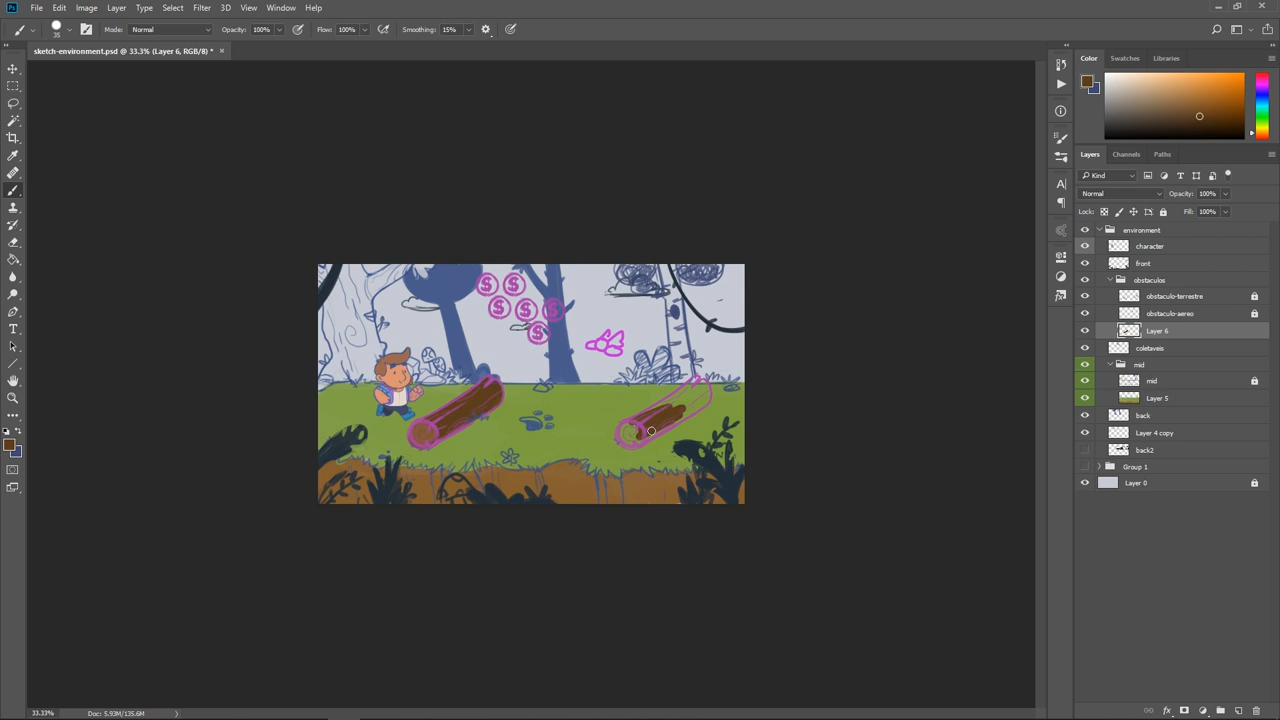 Ps File Edit Image Layer Type Select Filter 3D View Window Help
35 Mode: Normal Opacity: 100% Flow: 100% Smoothing: 15%
sketch-environment.psd @ 33.3% (Layer 6, RGB/8) *
Color Swatches Libraries
Layers Channels Paths
Kind
Normal Opacity: 100%
Lock: Fill: 100%
environment
character
front
obstaculos
obstaculo-terrestre
obstaculo-aereo
Layer 6
coletaveis
mid
mid
Layer 5
back
Layer 4 copy
back2
Group 1
Layer 0
$ $
$ $ $
$
33.33% Doc: 5.93M/135.6M